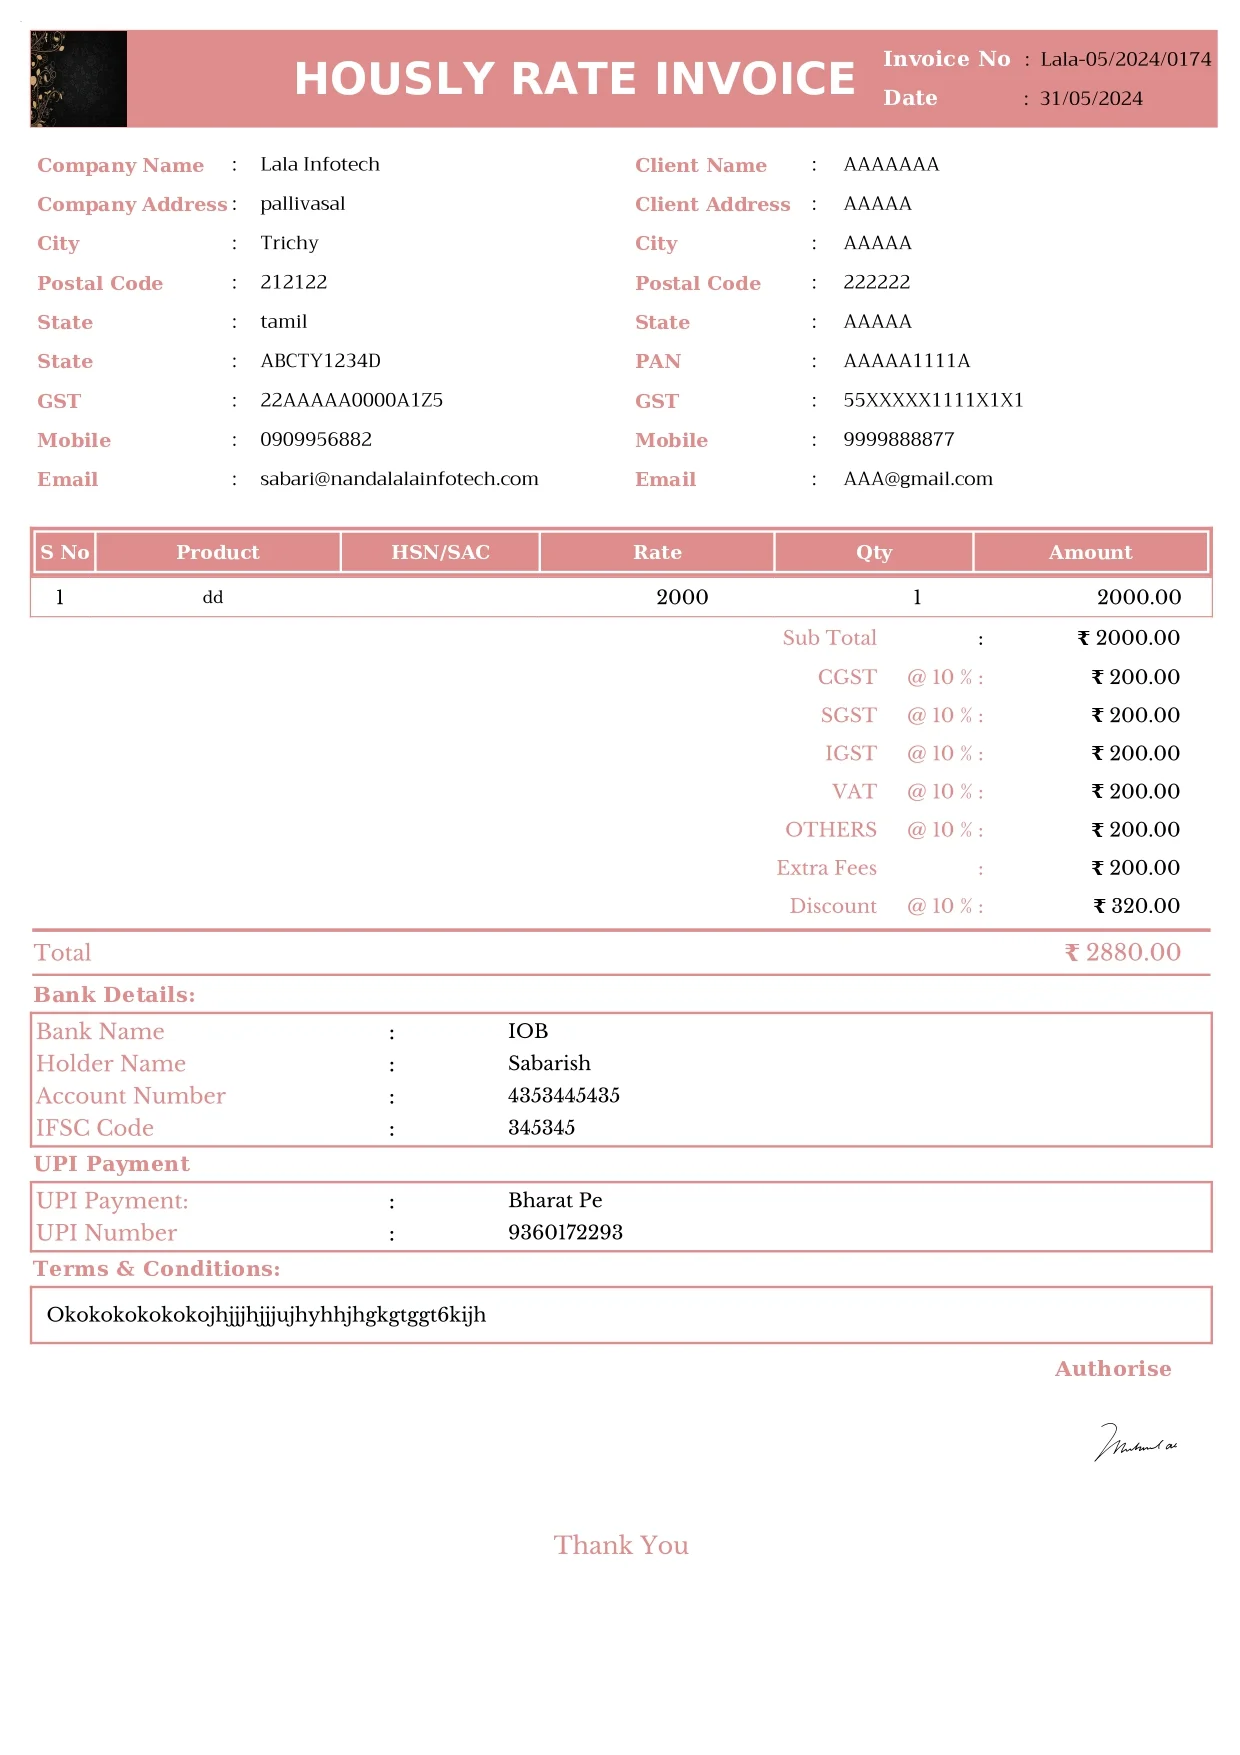 HOUSLY RATE INVOICE
Invoice No : Lala-05/2024/0174
Date : 31/05/2024
Company Name : Lala Infotech
Company Address : pallivasal
City : Trichy
Postal Code : 212122
State : tamil
State : ABCTY1234D
GST : 22AAAAA0000A1Z5
Mobile : 0909956882
Email : sabari@nandalalainfotech.com
Client Name : AAAAAAA
Client Address : AAAAA
City : AAAAA
Postal Code : 222222
State : AAAAA
PAN : AAAAA1111A
GST : 55XXXXX1111X1X1
Mobile : 9999888877
Email : AAA@gmail.com
S No Product HSN/SAC Rate Qty Amount
1 dd 2000 1 2000.00
Sub Total : ₹ 2000.00
CGST @ 10 % : ₹ 200.00
SGST @ 10 % : ₹ 200.00
IGST @ 10 % : ₹ 200.00
VAT @ 10 % : ₹ 200.00
OTHERS @ 10 % : ₹ 200.00
Extra Fees : ₹ 200.00
Discount @ 10 % : ₹ 320.00
Total ₹ 2880.00
Bank Details:
Bank Name : IOB
Holder Name : Sabarish
Account Number : 4353445435
IFSC Code : 345345
UPI Payment
UPI Payment: : Bharat Pe
UPI Number : 9360172293
Terms & Conditions:
Okokokokokokojhjjjhjjjujhyhhjhgkgtggt6kijh
Authorise
Thank You